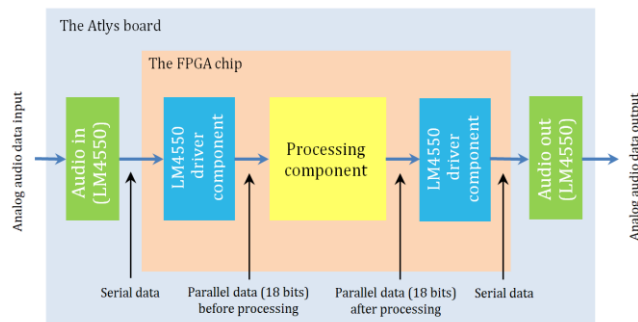 The Atlys board
The FPGA chip
Analog audio data input
Audio in
(LM4550)
LM4550
driver
component
Processing
component
LM4550
driver
component
Audio out
(LM4550)
Analog audio data output
Serial data
Parallel data (18 bits)
before processing
Parallel data (18 bits)
after processing
Serial data